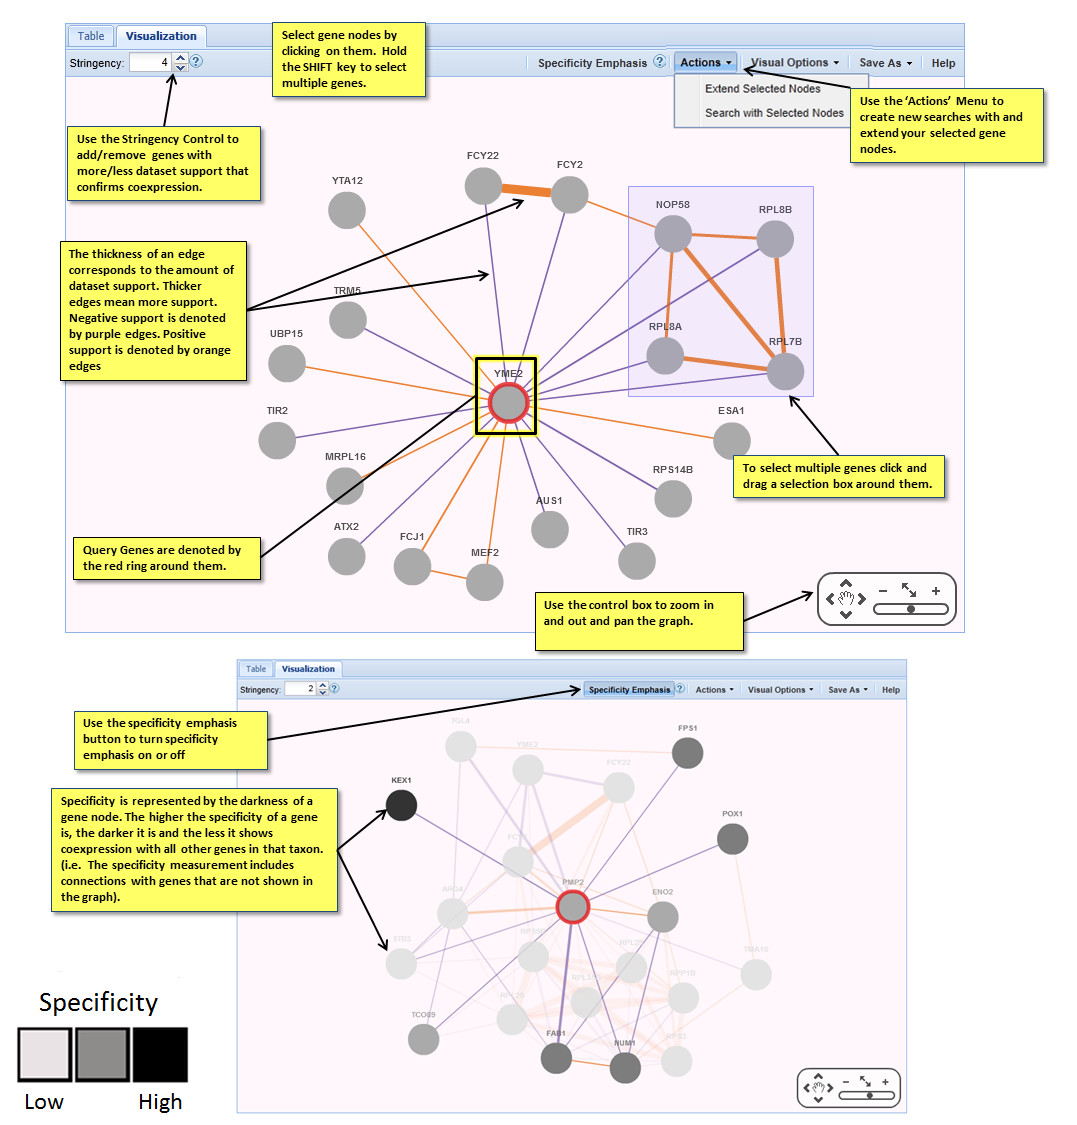 Table
Visualization
Stringency: 4
Select gene nodes by
clicking on them. Hold
the SHIFT key to select
multiple genes.
Specificity Emphasis
Actions
Visual Options
Save As
Help
Extend Selected Nodes
Search with Selected Nodes
Use the 'Actions' Menu to
create new searches with and
extend your selected gene
nodes.
Use the Stringency Control to
add/remove genes with
more/less dataset support that
confirms coexpression.
FCY22
FCY2
YTA12
NOP58
RPL8B
The thickness of an edge
corresponds to the amount of
dataset support. Thicker
edges mean more support.
Negative support is denoted
by purple edges. Positive
support is denoted by orange
edges
TRM5
UBP15
RPL8A
RPL7B
YME2
TIR2
ESA1
MRPL16
RPS14B
To select multiple genes click and
drag a selection box around them.
AUS1
ATX2
FCJ1
TIR3
MEF2
Query Genes are denoted by
the red ring around them.
Use the control box to zoom in
and out and pan the graph.
Table
Visualization
Stringency: 2
Specificity Emphasis
Actions
Visual Options
Save As
Help
Use the specificity emphasis
button to turn specificity
emphasis on or off
TGL4
FPS1
YME2
FCY22
KEX1
Specificity is represented by the darkness of a
gene node. The higher the specificity of a gene
is, the darker it is and the less it shows
coexpression with all other genes in that taxon.
(i.e. The specificity measurement includes
connections with genes that are not shown in
the graph).
POX1
PMP2
ENO2
TMA10
RPP1B
TCO89
FAB1
NUM1
Specificity
Low
High